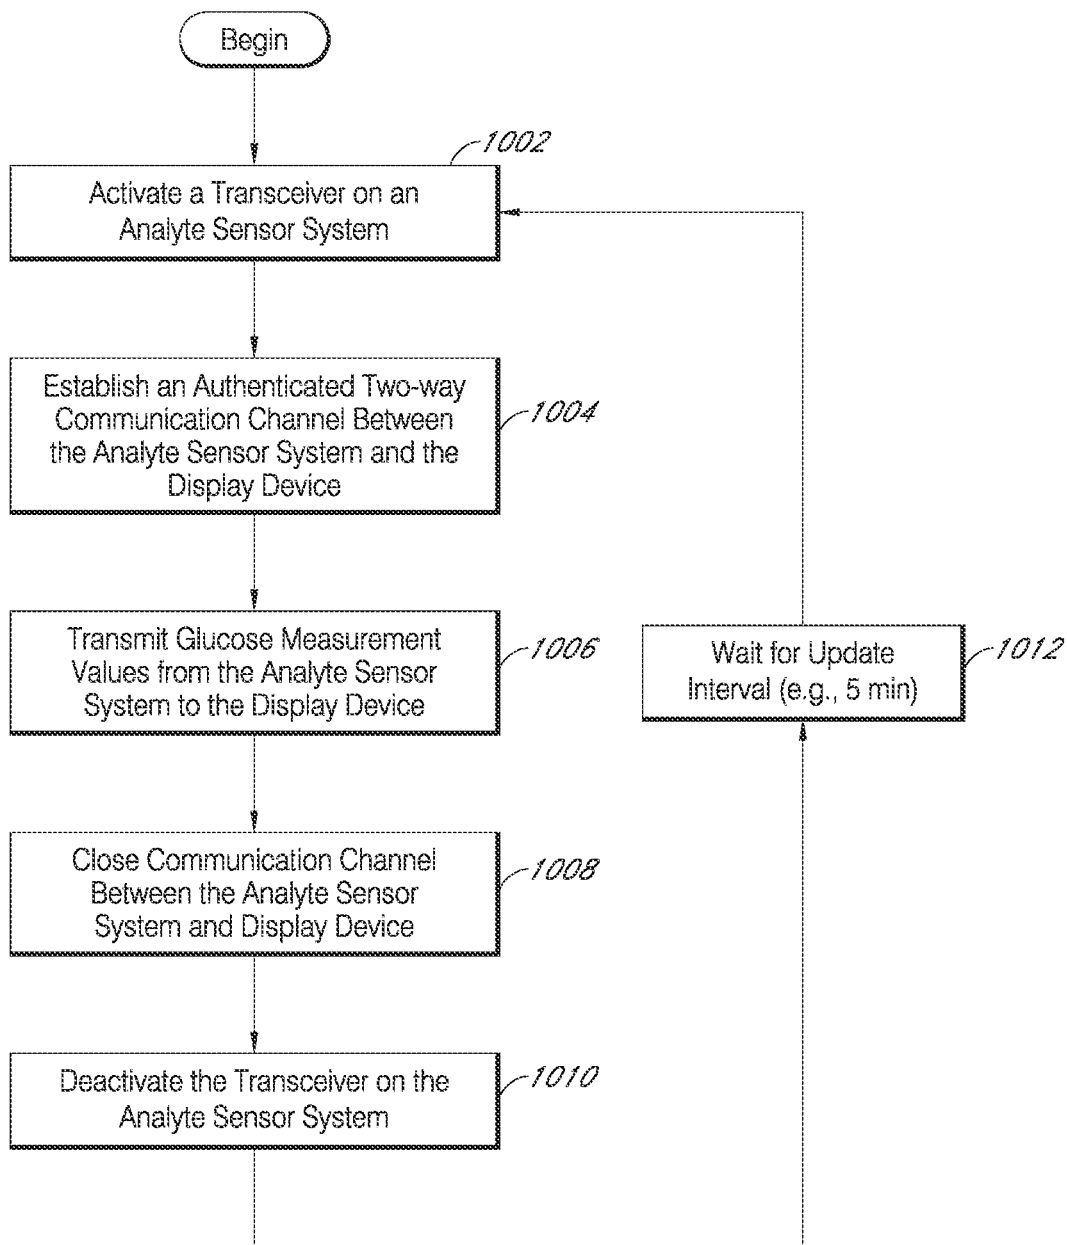 Begin
1002
Activate a Transceiver on an
Analyte Sensor System
Establish an Authenticated Two-way
Communication Channel Between
the Analyte Sensor System and the
Display Device
1004
Transmit Glucose Measurement
Values from the Analyte Sensor
System to the Display Device
1006
Wait for Update
Interval (e.g., 5 min)
1012
Close Communication Channel
Between the Analyte Sensor
System and Display Device
1008
Deactivate the Transceiver on the
Analyte Sensor System
1010